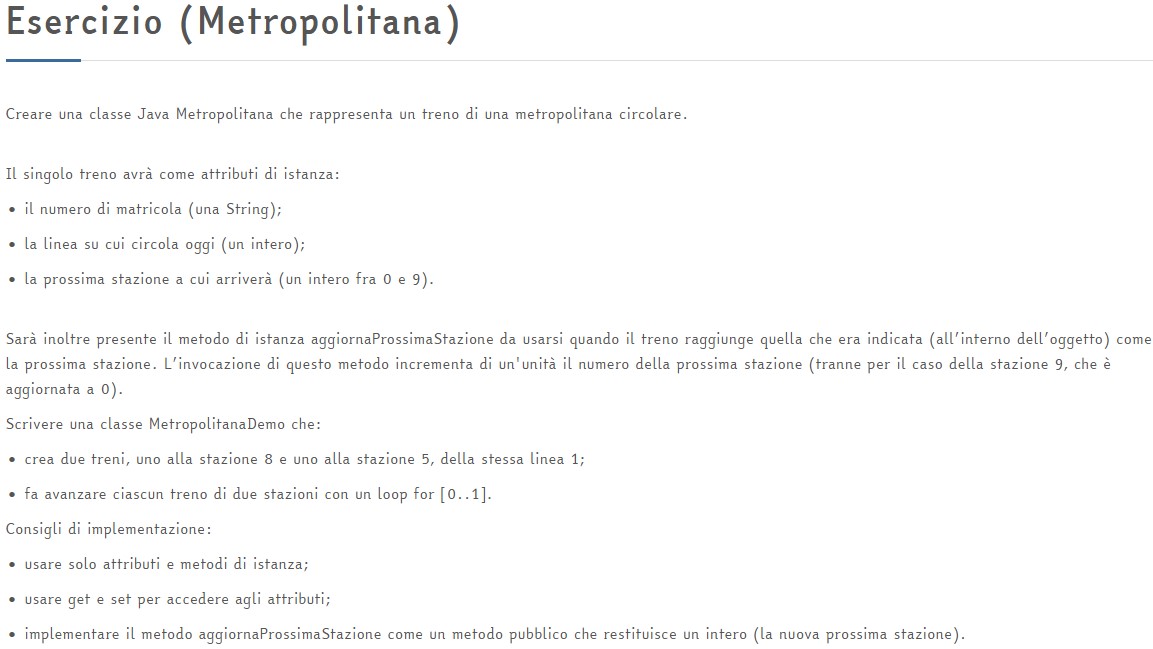 Esercizio (Metropolitana)
Creare una classe Java Metropolitana che rappresenta un treno di una metropolitana circolare.
Il singolo treno avrà come attributi di istanza:
• il numero di matricola (una String);
• la linea su cui circola oggi (un intero);
• la prossima stazione a cui arriverà (un intero fra 0 e 9).
Sarà inoltre presente il metodo di istanza aggiornaProssimaStazione da usarsi quando il treno raggiunge quella che era indicata (all’interno dell’oggetto) come
la prossima stazione. L’invocazione di questo metodo incrementa di un'unità il numero della prossima stazione (tranne per il caso della stazione 9, che è
aggiornata a 0).
Scrivere una classe MetropolitanaDemo che:
• crea due treni, uno alla stazione 8 e uno alla stazione 5, della stessa linea 1;
• fa avanzare ciascun treno di due stazioni con un loop for [0..1].
Consigli di implementazione:
• usare solo attributi e metodi di istanza;
• usare get e set per accedere agli attributi;
• implementare il metodo aggiornaProssimaStazione come un metodo pubblico che restituisce un intero (la nuova prossima stazione).